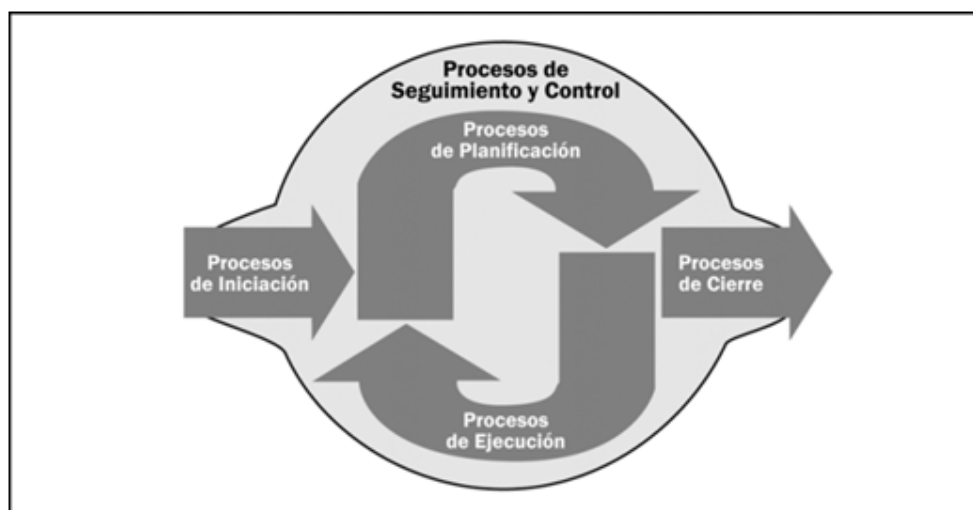 Procesos de
Seguimiento y Control
Procesos
de Planificación
Procesos
de Iniciación
Procesos
de Cierre
Procesos
de Ejecución